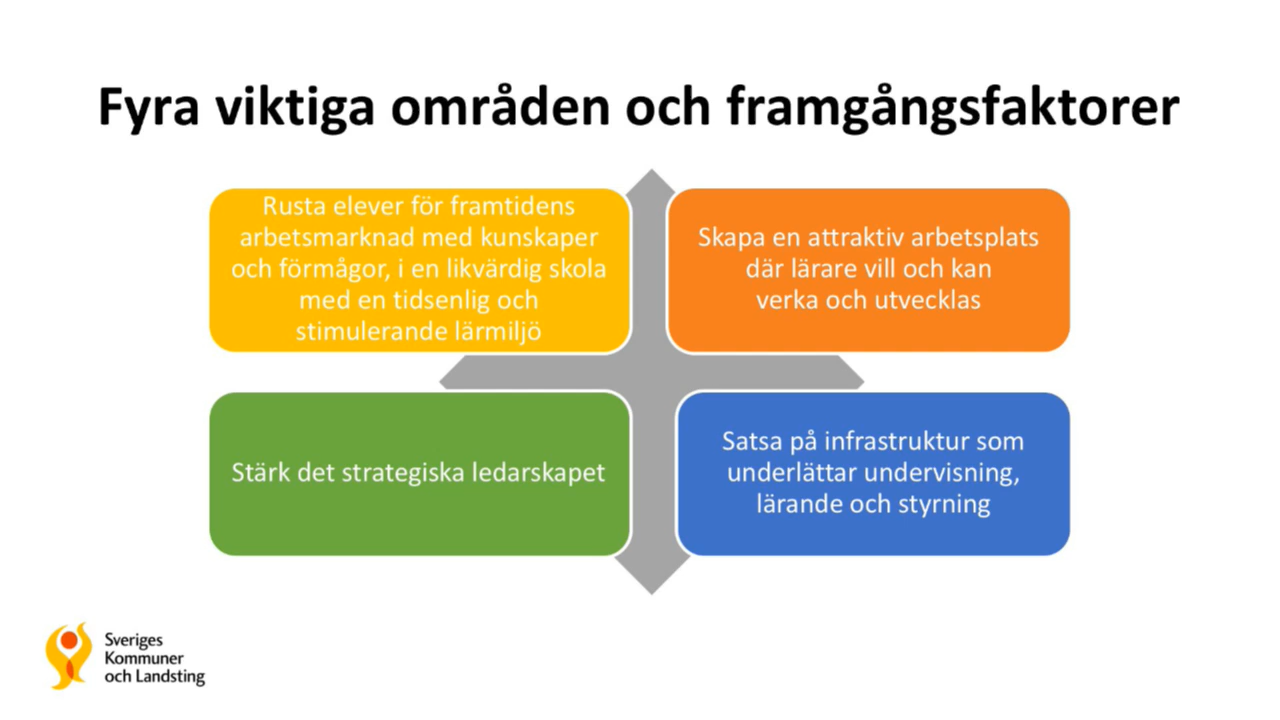 Fyra viktiga områden och framgångsfaktorer
Rusta elever för framtidens
arbetsmarknad med kunskaper
och förmågor, i en likvärdig skola
med en tidsenlig och
stimulerande lärmiljö
Skapa en attraktiv arbetsplats
där lärare vill och kan
verka och utvecklas
Stärk det strategiska ledarskapet
Satsa på infrastruktur som
underlättar undervisning,
lärande och styrning
Sveriges
Kommuner
och Landsting